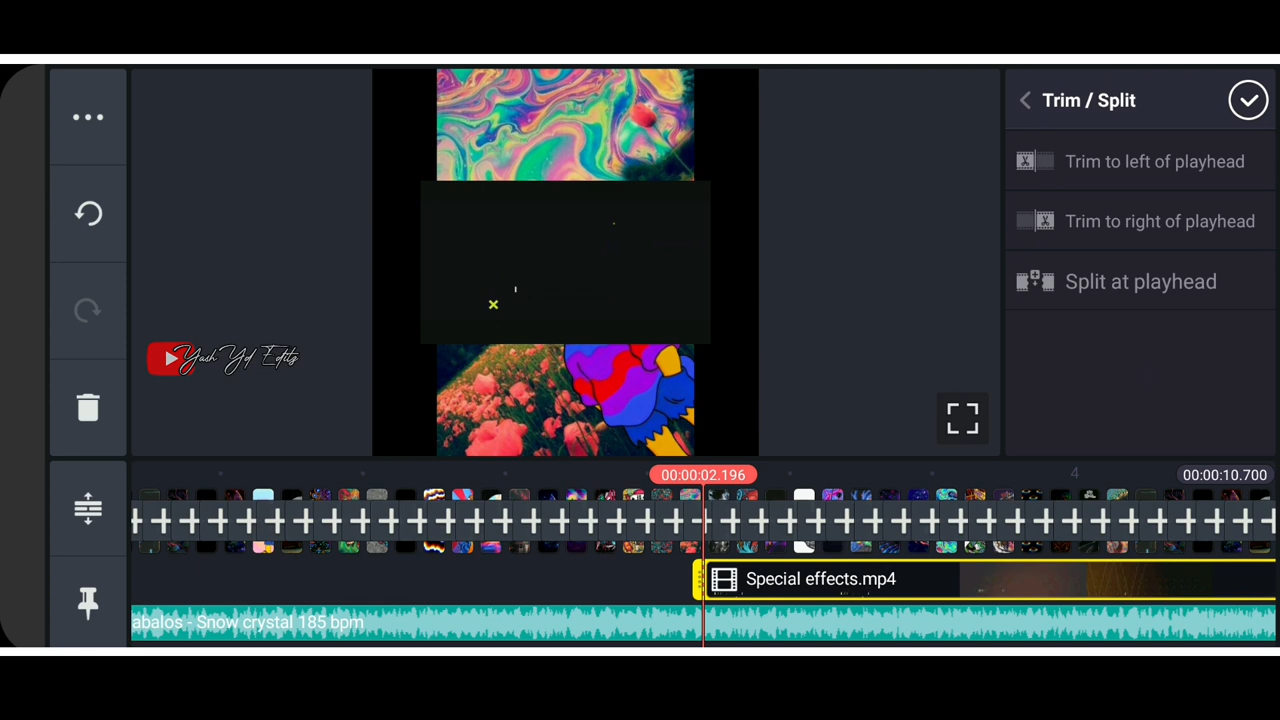 Trim / Split
Trim to left of playhead
Trim to right of playhead
Split at playhead
Yash Yd Editz
00:00:02.196
4
00:00:10.700
Special effects.mp4
abalos - Snow crystal 185 bpm